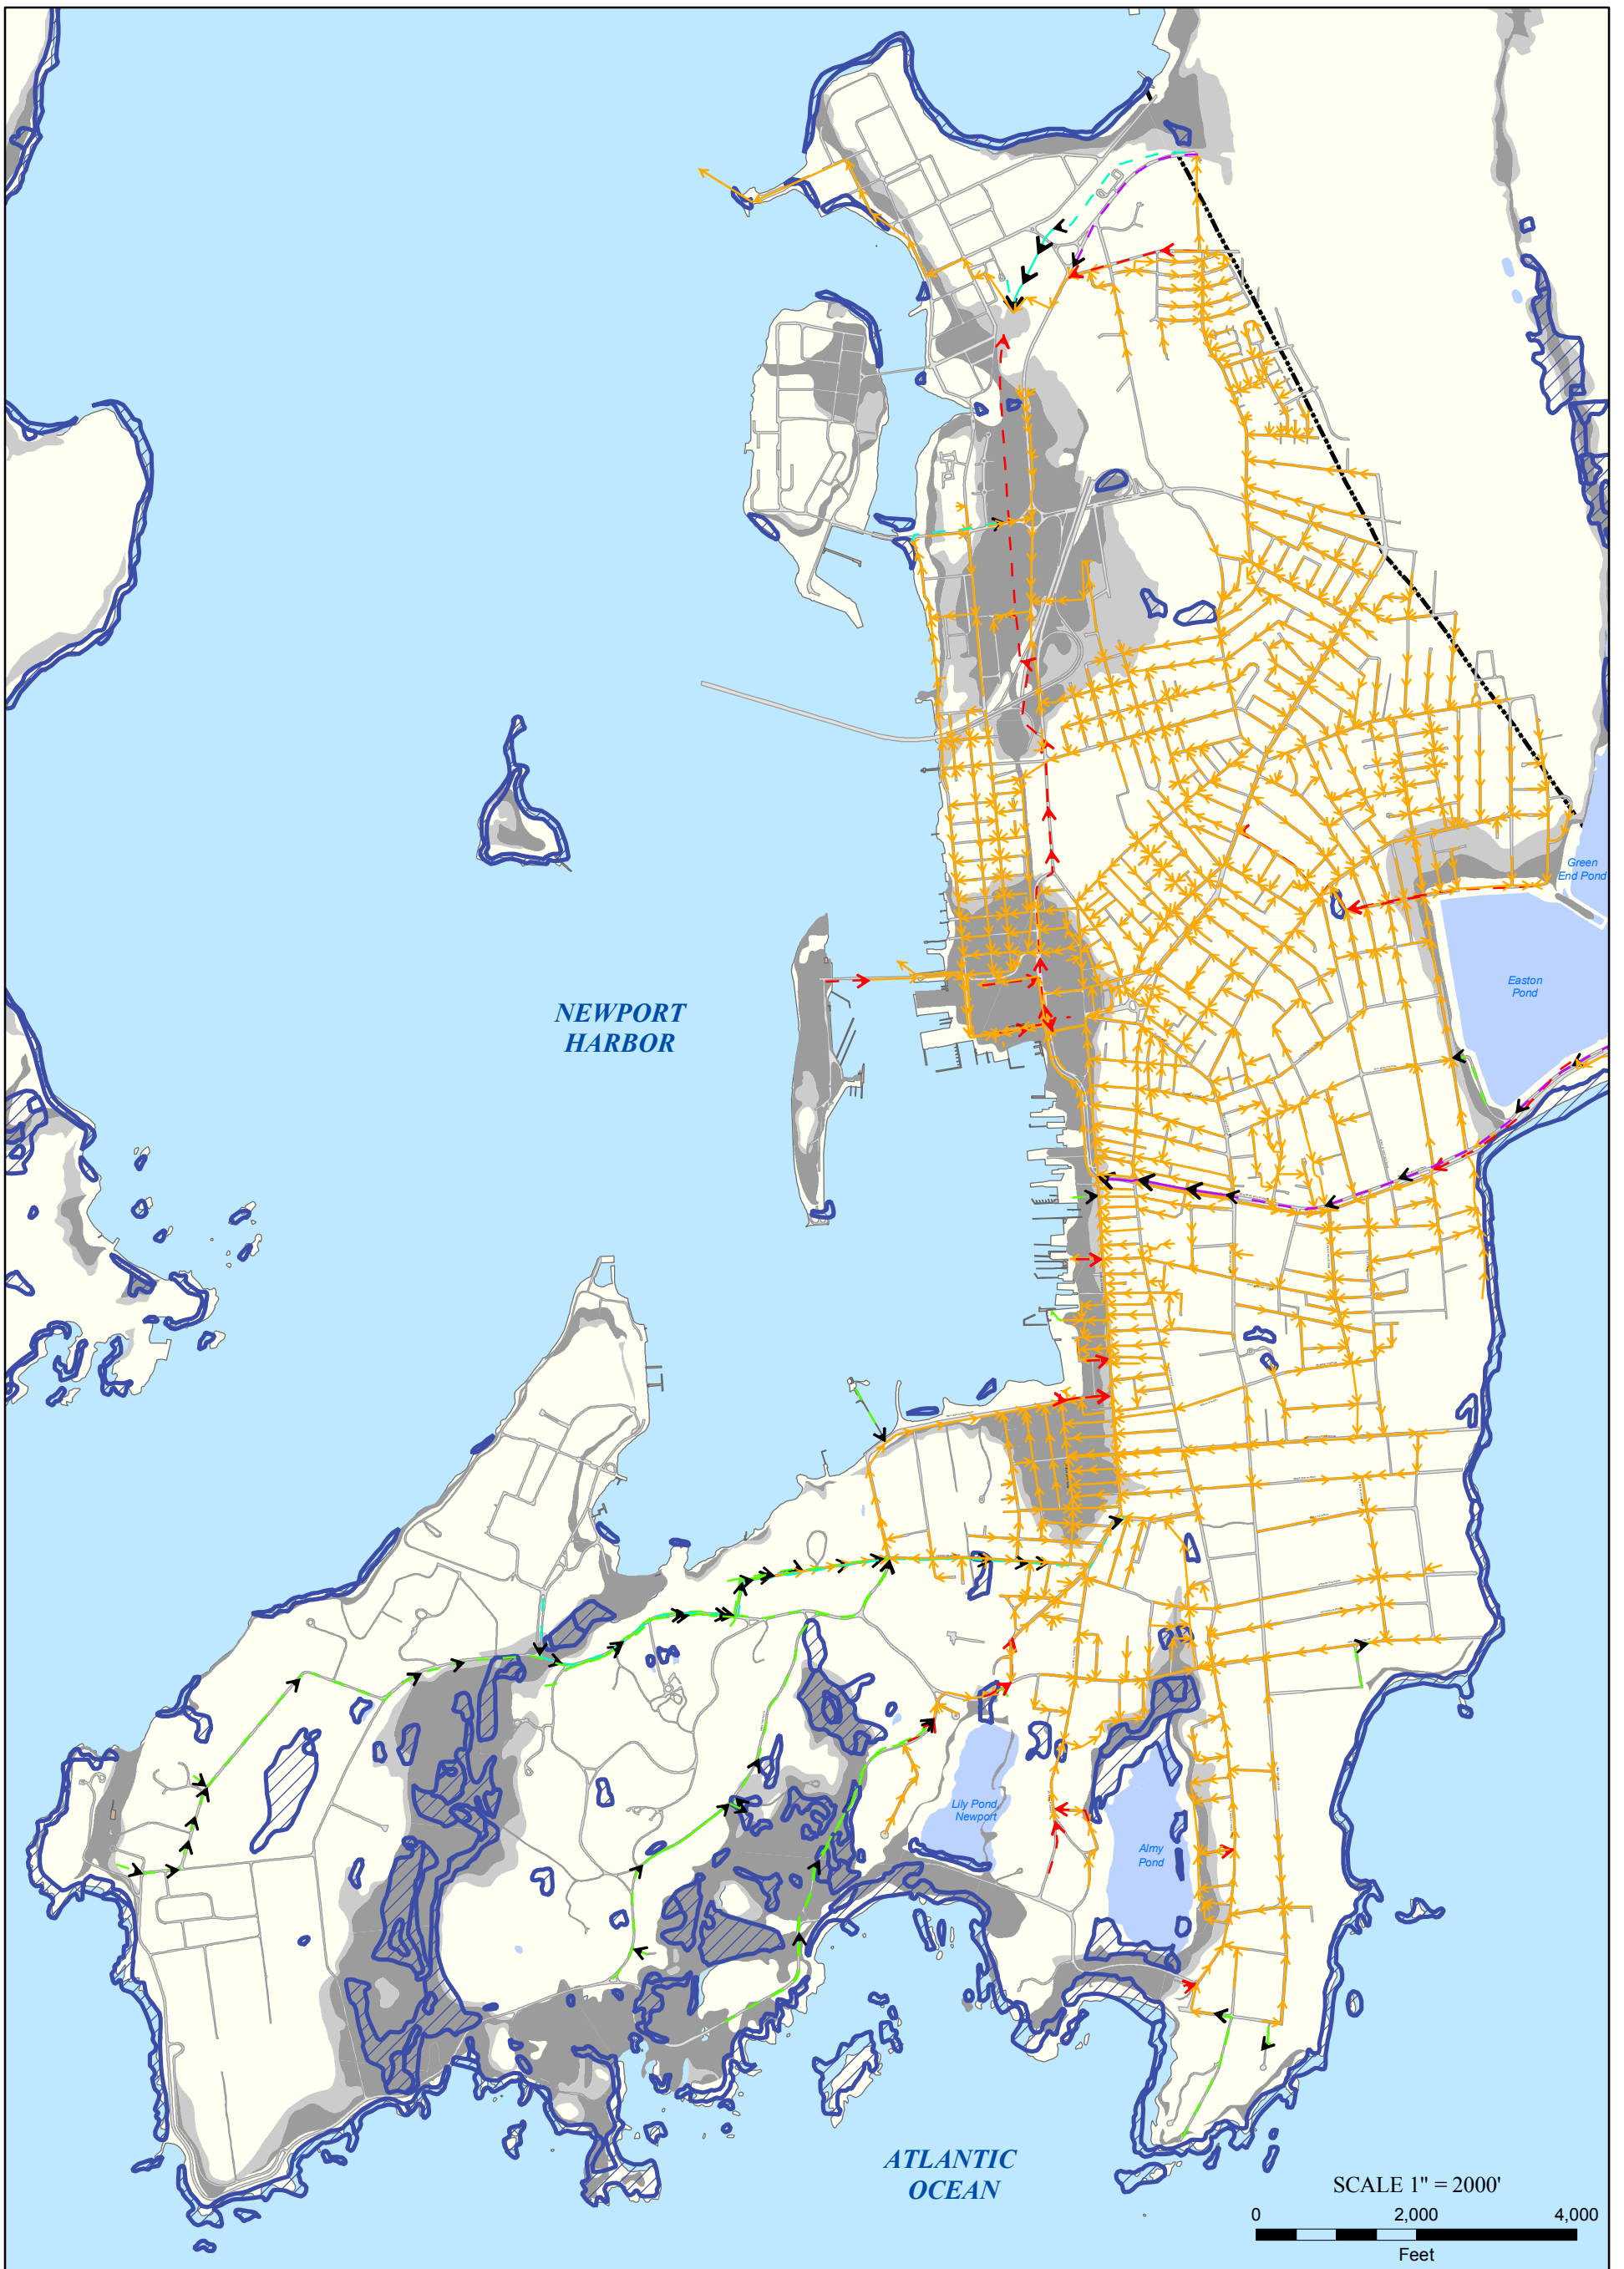 Green
End Pond
Easton
Pond
NEWPORT
HARBOR
Lily Pond,
Newport
Almy
Pond
ATLANTIC
OCEAN
SCALE 1" = 2000'
0 2,000 4,000
Feet